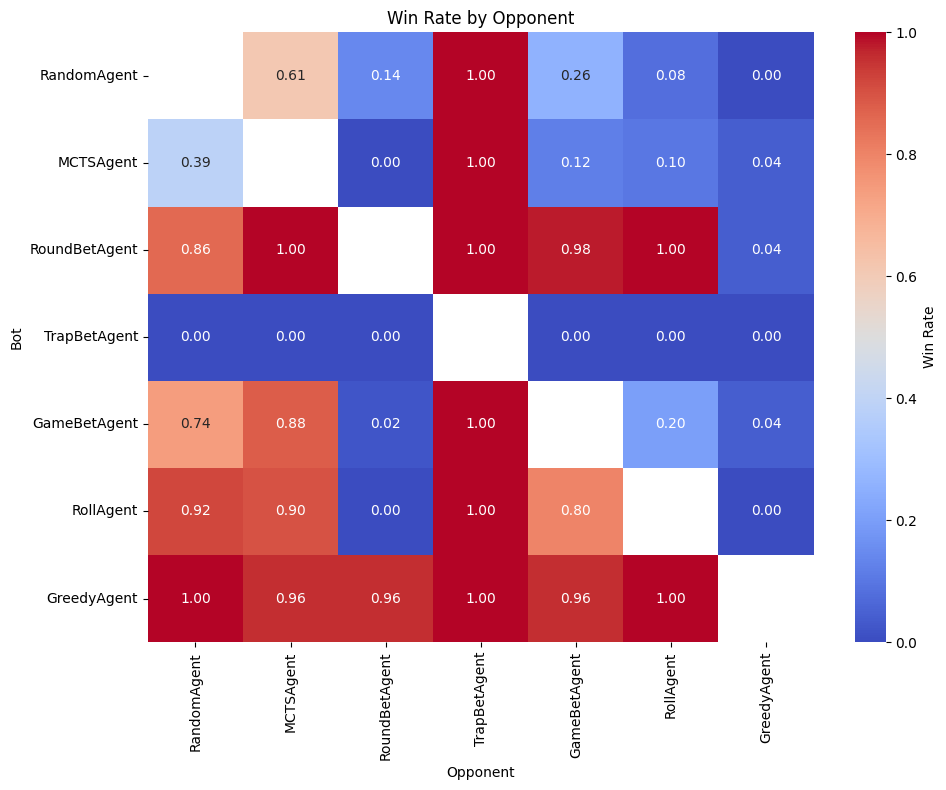 Win Rate by Opponent
RandomAgent
0.61 0.14 1.00 0.26 0.08 0.00
MCTSAgent
0.39 0.00 1.00 0.12 0.10 0.04
RoundBetAgent
0.86 1.00 1.00 0.98 1.00 0.04
TrapBetAgent
0.00 0.00 0.00 0.00 0.00 0.00
GameBetAgent
0.74 0.88 0.02 1.00 0.20 0.04
RollAgent
0.92 0.90 0.00 1.00 0.80 0.00
GreedyAgent
1.00 0.96 0.96 1.00 0.96 1.00
Bot
RandomAgent
MCTSAgent
RoundBetAgent
TrapBetAgent
GameBetAgent
RollAgent
GreedyAgent
Opponent
1.0
0.8
0.6
0.4
0.2
0.0
Win Rate